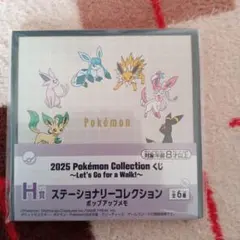 Pokémon
対象年齢8才以上
2025 Pokémon Collection くじ
～Let's Go for a Walk!～
H賞
ステーショナリーコレクション
ポップアップメモ
全6種